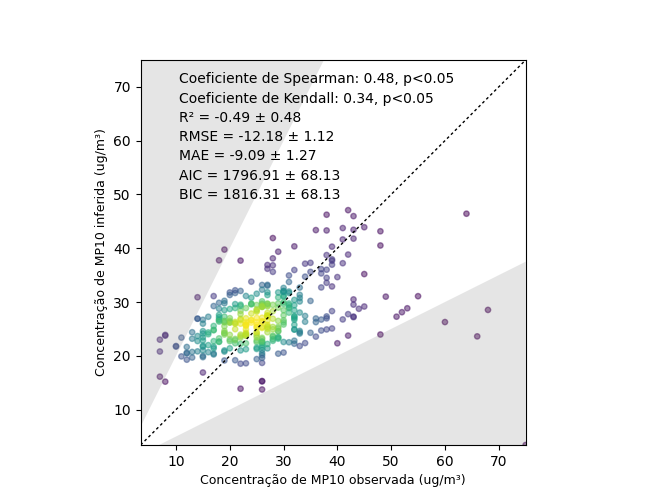 Coeficiente de Spearman: 0.48, p<0.05
Coeficiente de Kendall: 0.34, p<0.05
R² = -0.49 ± 0.48
RMSE = -12.18 ± 1.12
MAE = -9.09 ± 1.27
AIC = 1796.91 ± 68.13
BIC = 1816.31 ± 68.13
Concentração de MP10 inferida (ug/m³)
70
60
50
40
30
20
10
10 20 30 40 50 60 70
Concentração de MP10 observada (ug/m³)